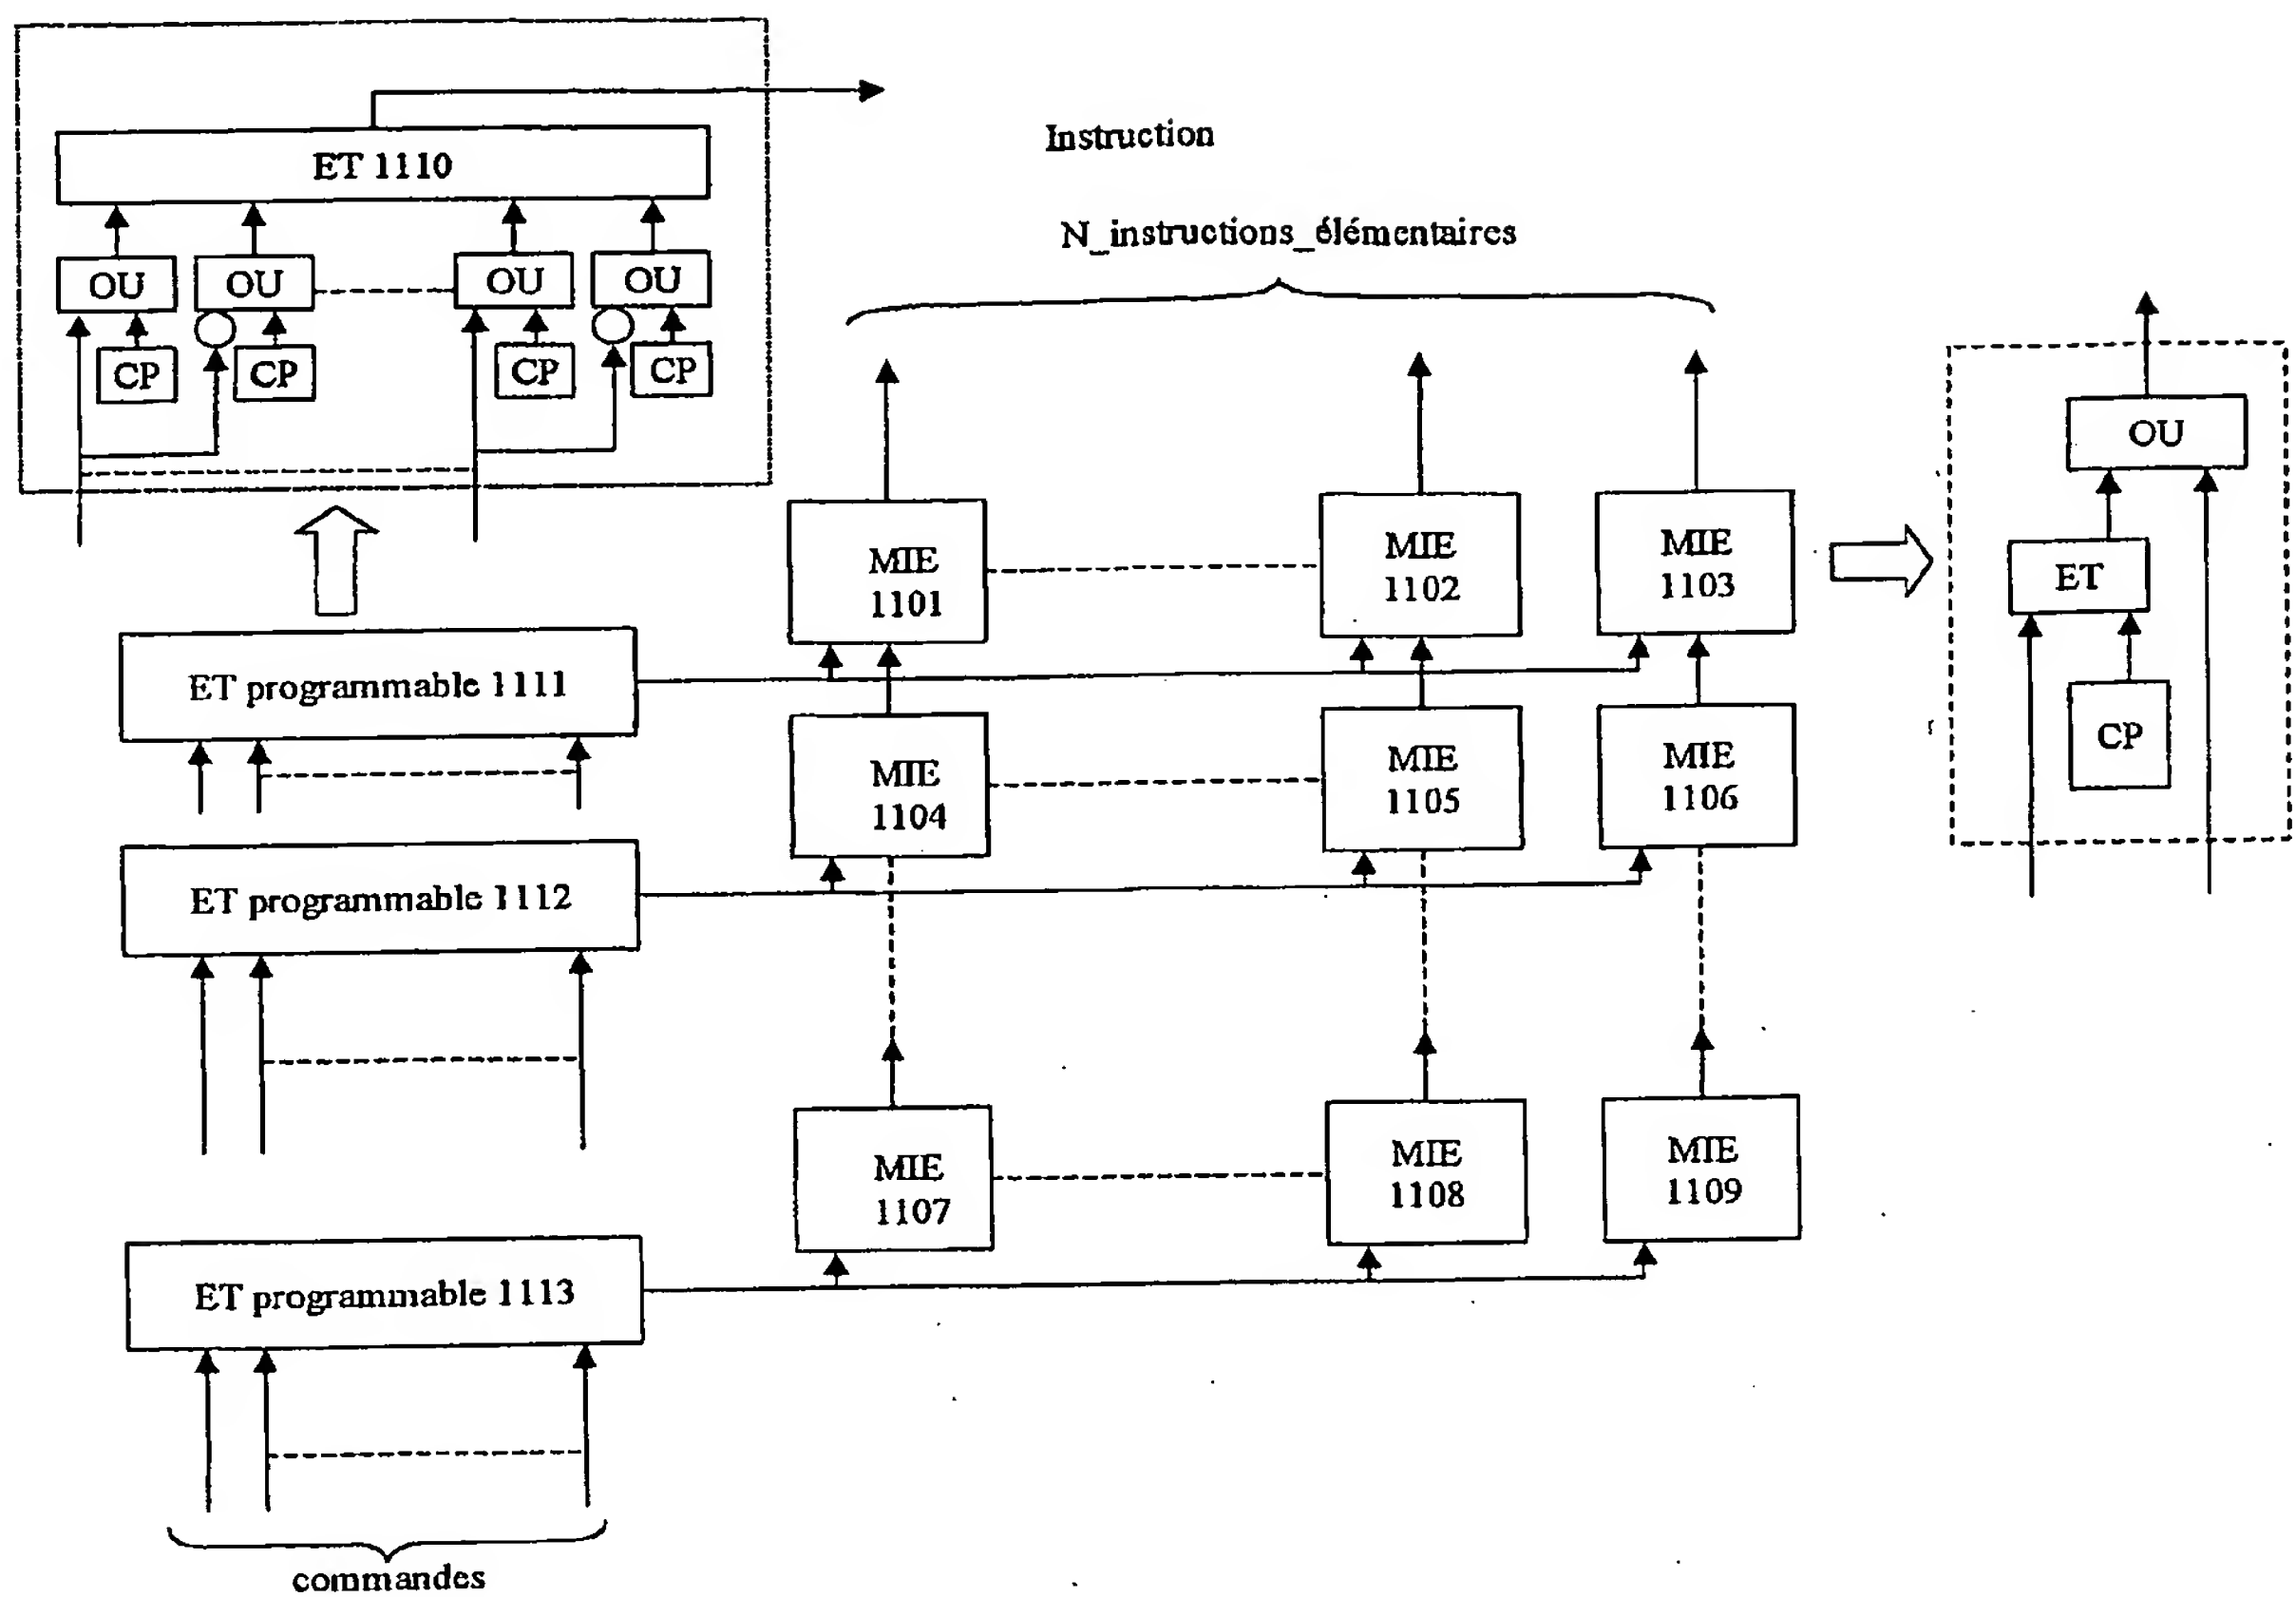 Instruction
N_instructions_élémentaires
ET 1110
OU
OU
OU
OU
CP
CP
CP
CP
ET programmable 1111
ET programmable 1112
ET programmable 1113
commandes
MIE
1101
MIE
1102
MIE
1103
MIE
1104
MIE
1105
MIE
1106
MIE
1107
MIE
1108
MIE
1109
OU
ET
CP